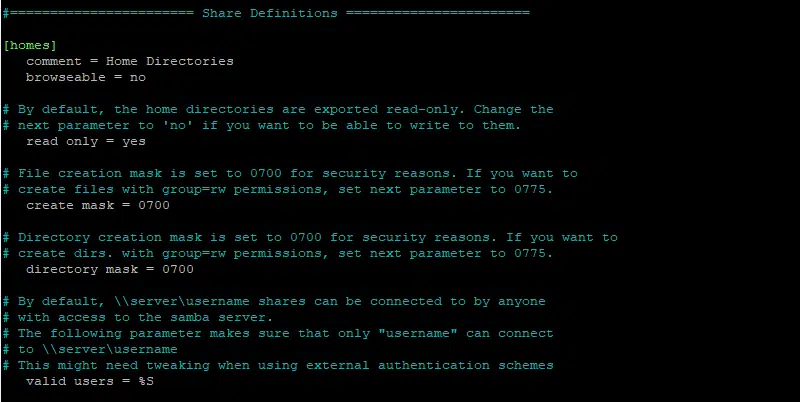 #======================= Share Definitions =======================
[homes]
comment = Home Directories
browseable = no
# By default, the home directories are exported read-only. Change the
# next parameter to 'no' if you want to be able to write to them.
read only = yes
# File creation mask is set to 0700 for security reasons. If you want to
# create files with group=rw permissions, set next parameter to 0775.
create mask = 0700
# Directory creation mask is set to 0700 for security reasons. If you want to
# create dirs. with group=rw permissions, set next parameter to 0775.
directory mask = 0700
# By default, \\server\username shares can be connected to by anyone
# with access to the samba server.
# The following parameter makes sure that only "username" can connect
# to \\server\username
# This might need tweaking when using external authentication schemes
valid users = %S